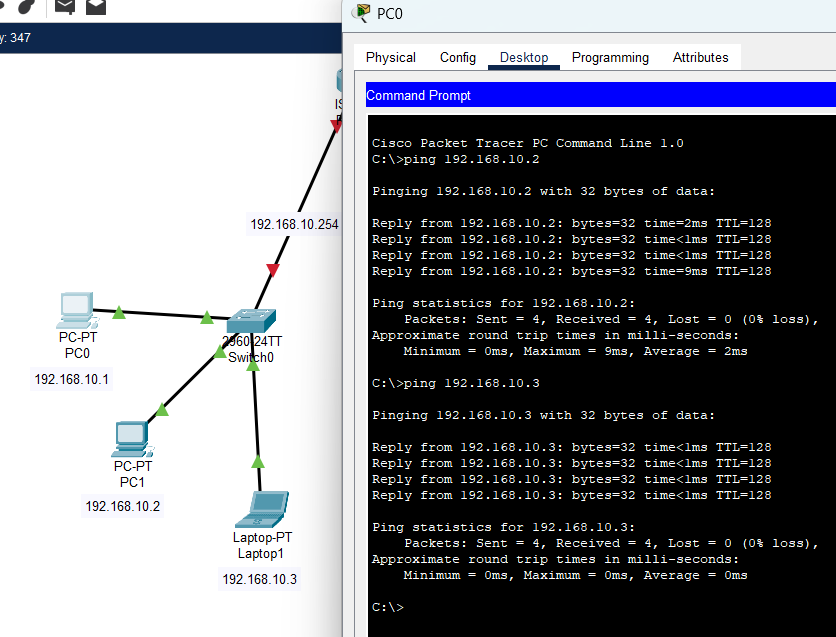 y: 347
192.168.10.254
PC-PT
PC0
192.168.10.1
2960-24TT
Switch0
PC-PT
PC1
192.168.10.2
Laptop-PT
Laptop1
192.168.10.3
PC0
Physical Config Desktop Programming Attributes
Command Prompt
Cisco Packet Tracer PC Command Line 1.0
C:\>ping 192.168.10.2
Pinging 192.168.10.2 with 32 bytes of data:
Reply from 192.168.10.2: bytes=32 time=2ms TTL=128
Reply from 192.168.10.2: bytes=32 time<1ms TTL=128
Reply from 192.168.10.2: bytes=32 time<1ms TTL=128
Reply from 192.168.10.2: bytes=32 time=9ms TTL=128
Ping statistics for 192.168.10.2:
Packets: Sent = 4, Received = 4, Lost = 0 (0% loss),
Approximate round trip times in milli-seconds:
Minimum = 0ms, Maximum = 9ms, Average = 2ms
C:\>ping 192.168.10.3
Pinging 192.168.10.3 with 32 bytes of data:
Reply from 192.168.10.3: bytes=32 time<1ms TTL=128
Reply from 192.168.10.3: bytes=32 time<1ms TTL=128
Reply from 192.168.10.3: bytes=32 time<1ms TTL=128
Reply from 192.168.10.3: bytes=32 time<1ms TTL=128
Ping statistics for 192.168.10.3:
Packets: Sent = 4, Received = 4, Lost = 0 (0% loss),
Approximate round trip times in milli-seconds:
Minimum = 0ms, Maximum = 0ms, Average = 0ms
C:\>